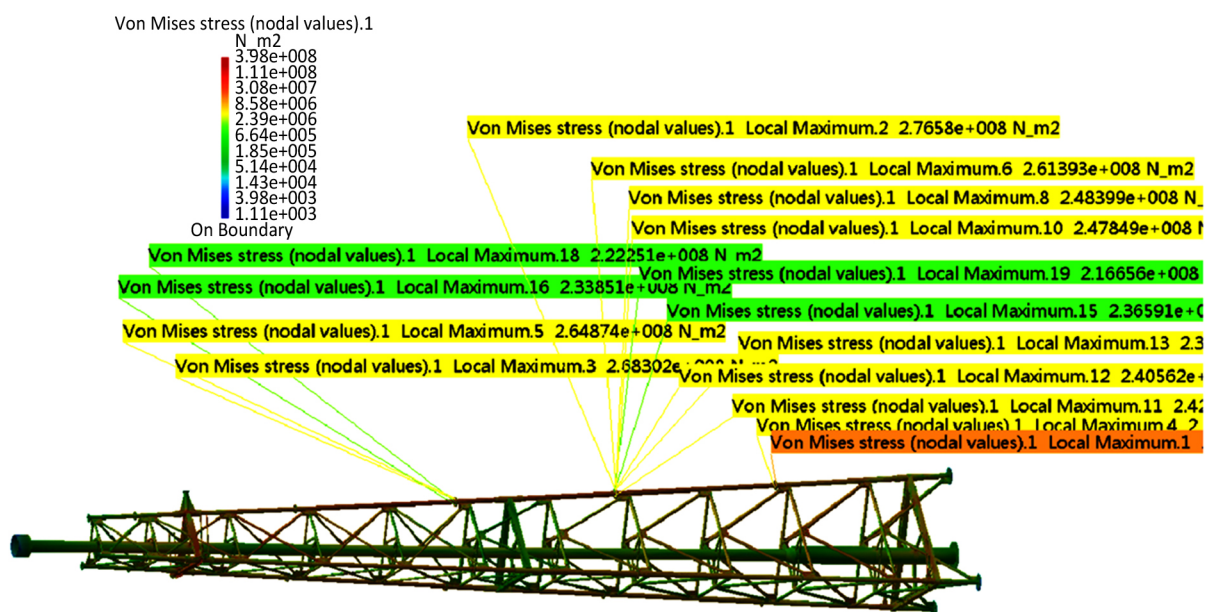 Von Mises stress (nodal values).1
N_m2
3.98e+008
1.11e+008
3.08e+007
8.58e+006
2.39e+006
6.64e+005
1.85e+005
5.14e+004
1.43e+004
3.98e+003
1.11e+003
On Boundary
Von Mises stress (nodal values).1 Local Maximum.2 2.7658e+008 N_m2
Von Mises stress (nodal values).1 Local Maximum.6 2.61393e+008 N_m2
Von Mises stress (nodal values).1 Local Maximum.8 2.48399e+008 N_
Von Mises stress (nodal values).1 Local Maximum.10 2.47849e+008
Von Mises stress (nodal values).1 Local Maximum.18 2.22251e+008 N_m2
Von Mises stress (nodal values).1 Local Maximum.19 2.16656e+008
Von Mises stress (nodal values).1 Local Maximum.16 2.33851e+008 N_m2
Von Mises stress (nodal values).1 Local Maximum.15 2.36591e+
Von Mises stress (nodal values).1 Local Maximum.5 2.64874e+008 N_m2
Von Mises stress (nodal values).1 Local Maximum.13 2.3
Von Mises stress (nodal values).1 Local Maximum.3 2.68302e+008 N_m2
Von Mises stress (nodal values).1 Local Maximum.12 2.40562e+
Von Mises stress (nodal values).1 Local Maximum.11 2.42
Von Mises stress (nodal values).1 Local Maximum.4 2
Von Mises stress (nodal values).1 Local Maximum.1